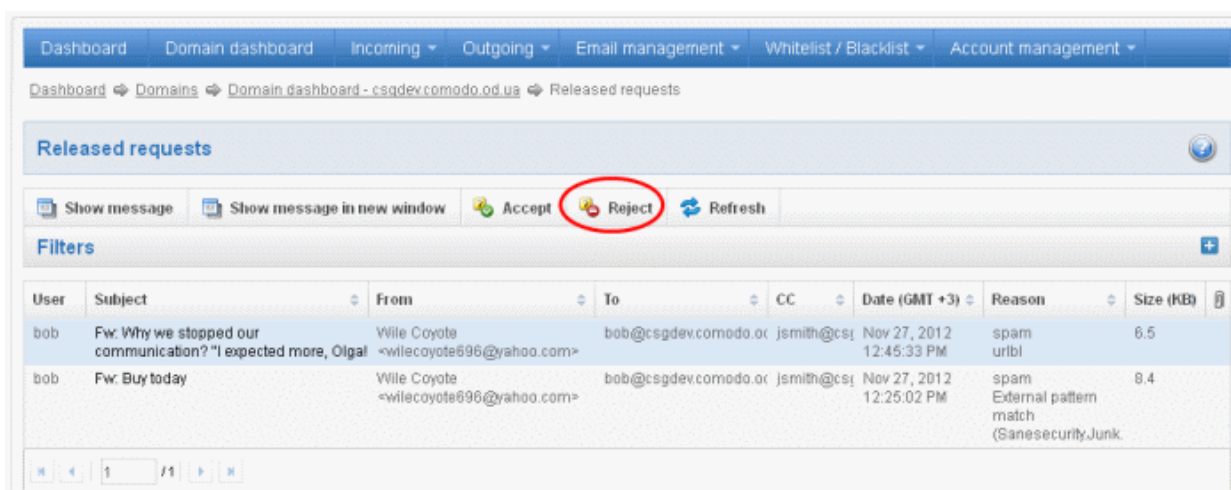 Dashboard Domain dashboard Incoming Outgoing Email management Whitelist / Blacklist Account management
Dashboard Domains Domain dashboard - csgdev.comodo.od.ua Released requests
Released requests
Show message Show message in new window Accept Reject Refresh
Filters
User Subject From To CC Date (GMT +3) Reason Size (KB)
bob Fw: Why we stopped our Wile Coyote bob@csgdev.comodo.oc jsmith@csg Nov 27, 2012 spam 6.5
communication? "I expected more, Olga! <wilecoyote696@yahoo.com> 12:45:33 PM urlbl
bob Fw: Buy today Wile Coyote bob@csgdev.comodo.oc jsmith@csg Nov 27, 2012 spam 8.4
<wilecoyote696@yahoo.com> 12:25:02 PM External pattern
match
(Sanesecurity.Junk.
1 /1